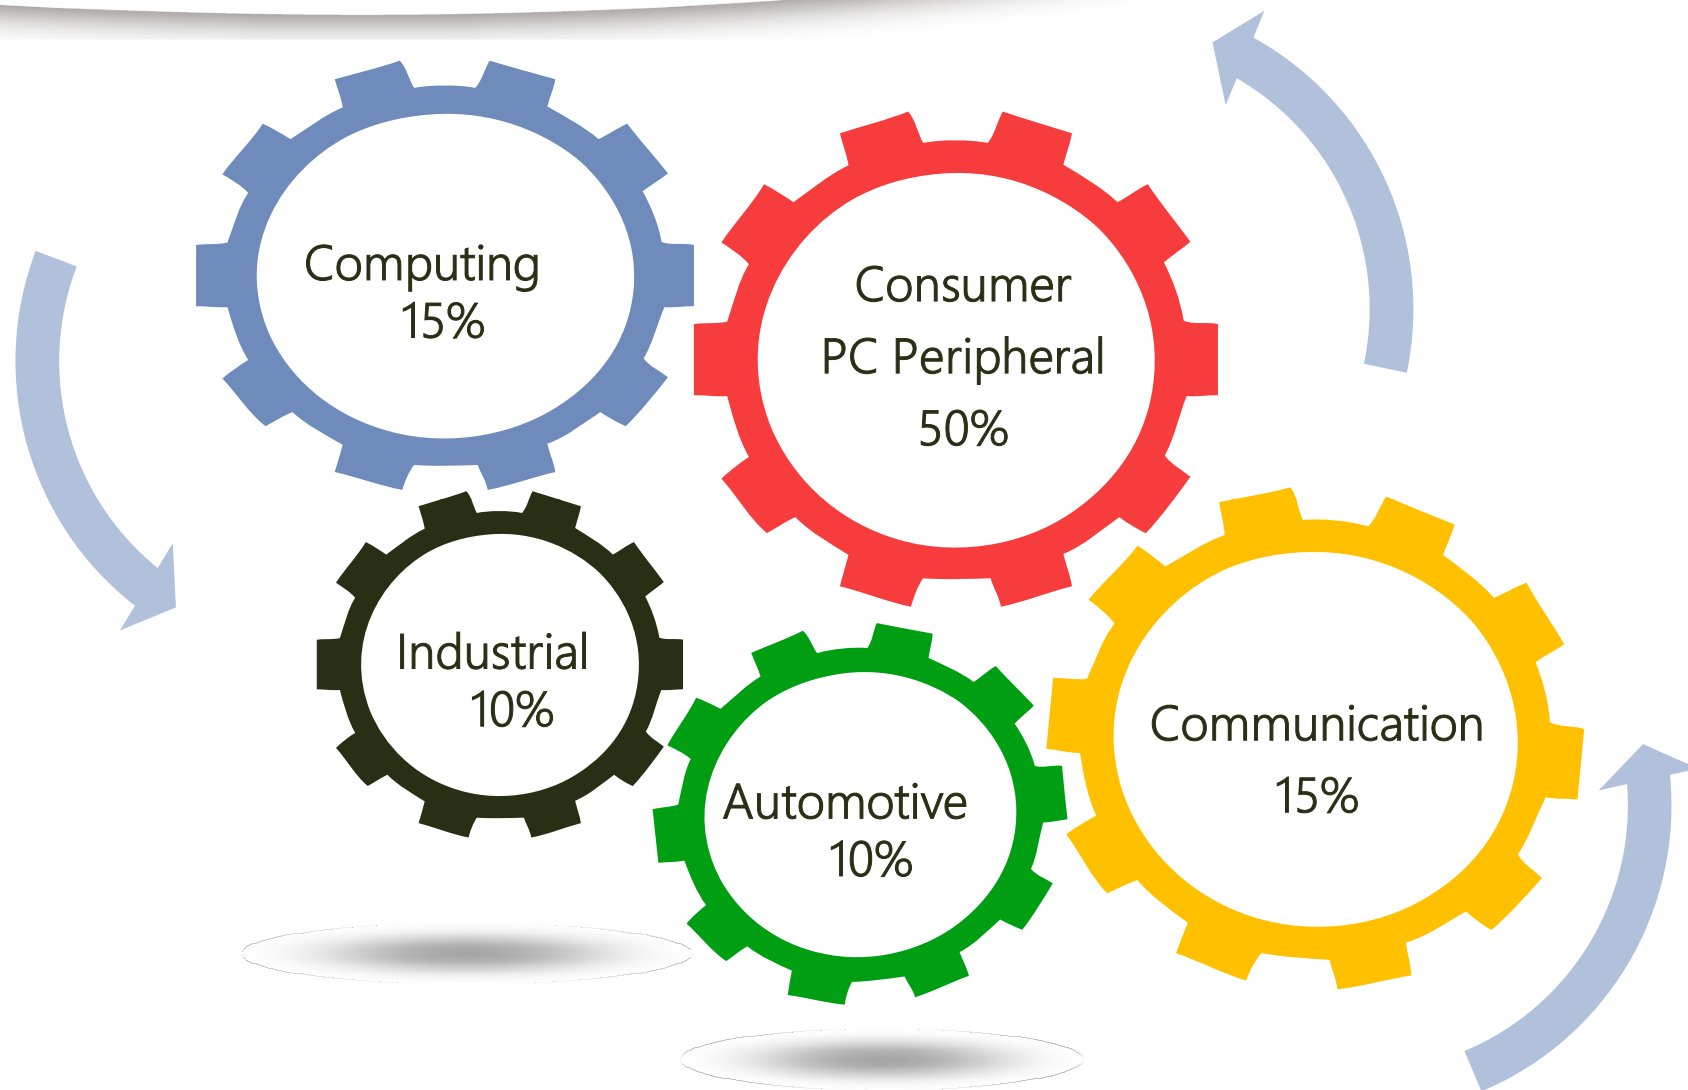 Computing
15%
Consumer
PC Peripheral
50%
Industrial
10%
Automotive
10%
Communication
15%